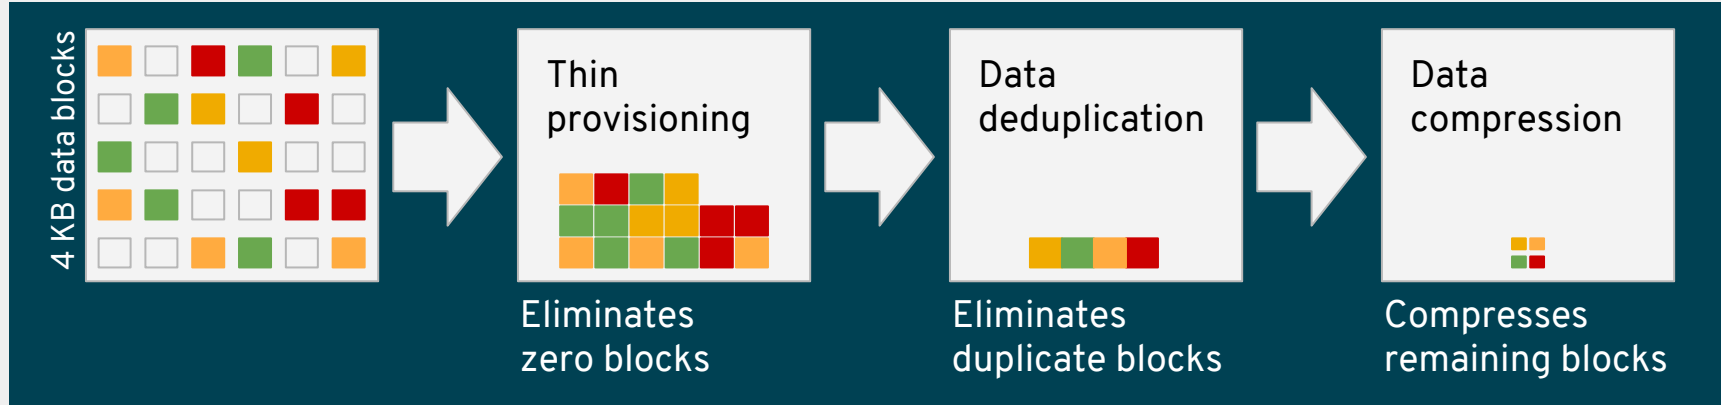 4 KB data blocks
Thin
provisioning
Eliminates
zero blocks
Data
deduplication
Eliminates
duplicate blocks
Data
compression
Compresses
remaining blocks